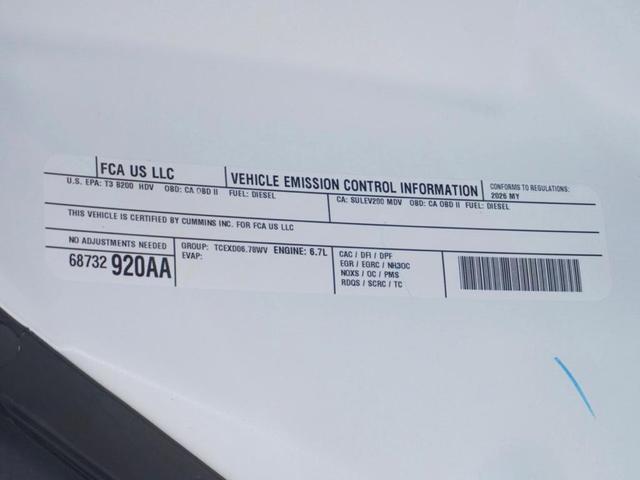 FCA US LLC
VEHICLE EMISSION CONTROL INFORMATION
CONFORMS TO REGULATIONS:
2026 MY
U.S. EPA: T3 B200 HDV OBD: CA OBD II FUEL: DIESEL
CA: SULEV200 MDV OBD: CA OBD II FUEL: DIESEL
THIS VEHICLE IS CERTIFIED BY CUMMINS INC. FOR FCA US LLC
NO ADJUSTMENTS NEEDED
68732 920AA
GROUP: TCEXD06.78WV ENGINE: 6.7L
EVAP:
CAC / DFI / DPF
EGR / EGRC / NH3OC
NOXS / OC / PMS
RDQS / SCRC / TC